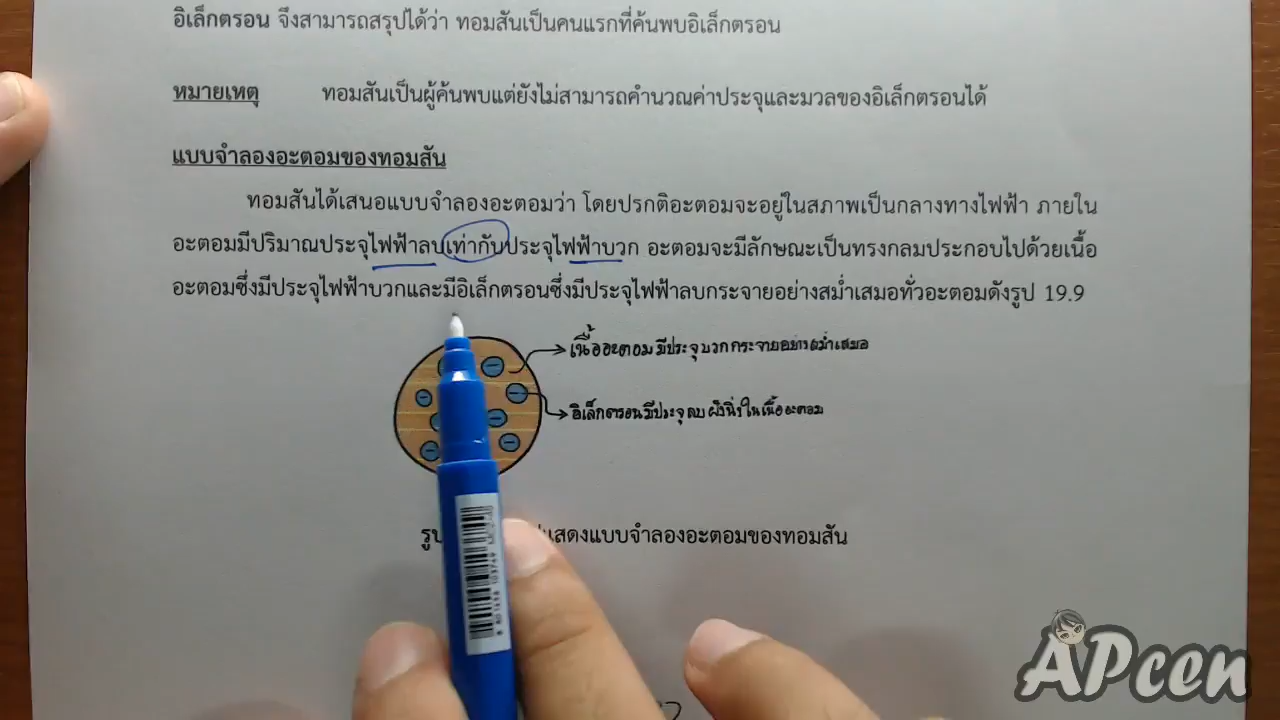 อิเล็กตรอน จึงสามารถสรุปได้ว่า ทอมสันเป็นคนแรกที่ค้นพบอิเล็กตรอน
หมายเหตุ ทอมสันเป็นผู้ค้นพบแต่ยังไม่สามารถคำนวณค่าประจุและมวลของอิเล็กตรอนได้
แบบจำลองอะตอมของทอมสัน
ทอมสันได้เสนอแบบจำลองอะตอมว่า โดยปรกติอะตอมจะอยู่ในสภาพเป็นกลางทางไฟฟ้า ภายใน
อะตอมมีปริมาณประจุไฟฟ้าลบเท่ากับประจุไฟฟ้าบวก อะตอมจะมีลักษณะเป็นทรงกลมประกอบไปด้วยเนื้อ
อะตอมซึ่งมีประจุไฟฟ้าบวกและมีอิเล็กตรอนซึ่งมีประจุไฟฟ้าลบกระจายอย่างสม่ำเสมอทั่วอะตอมดังรูป 19.9
เนื้ออะตอมมีประจุบวกกระจายอย่างสม่ำเสมอ
อิเล็กตรอนมีประจุลบ ฝังนิ่งในเนื้ออะตอม
แสดงแบบจำลองอะตอมของทอมสัน
APcen